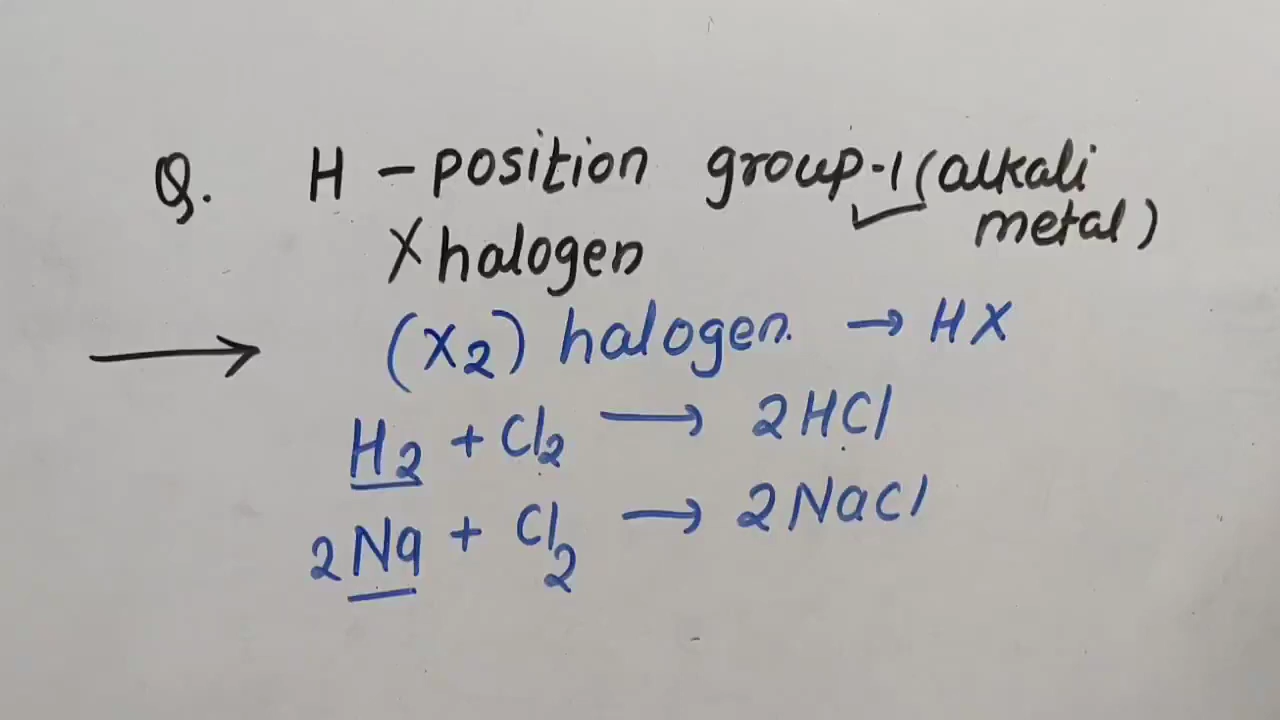 Q. H - position group-1 (alkali
metal)
X halogen
(X2) halogen. → HX
H2 + Cl2 ⟶ 2HCl
2Na + Cl2 ⟶ 2NaCl